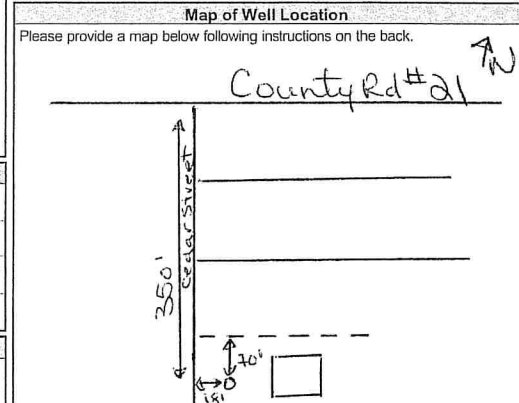 Map of Well Location
Please provide a map below following instructions on the back.
N
County Rd #21
Cedar Street
350'
70'
18'